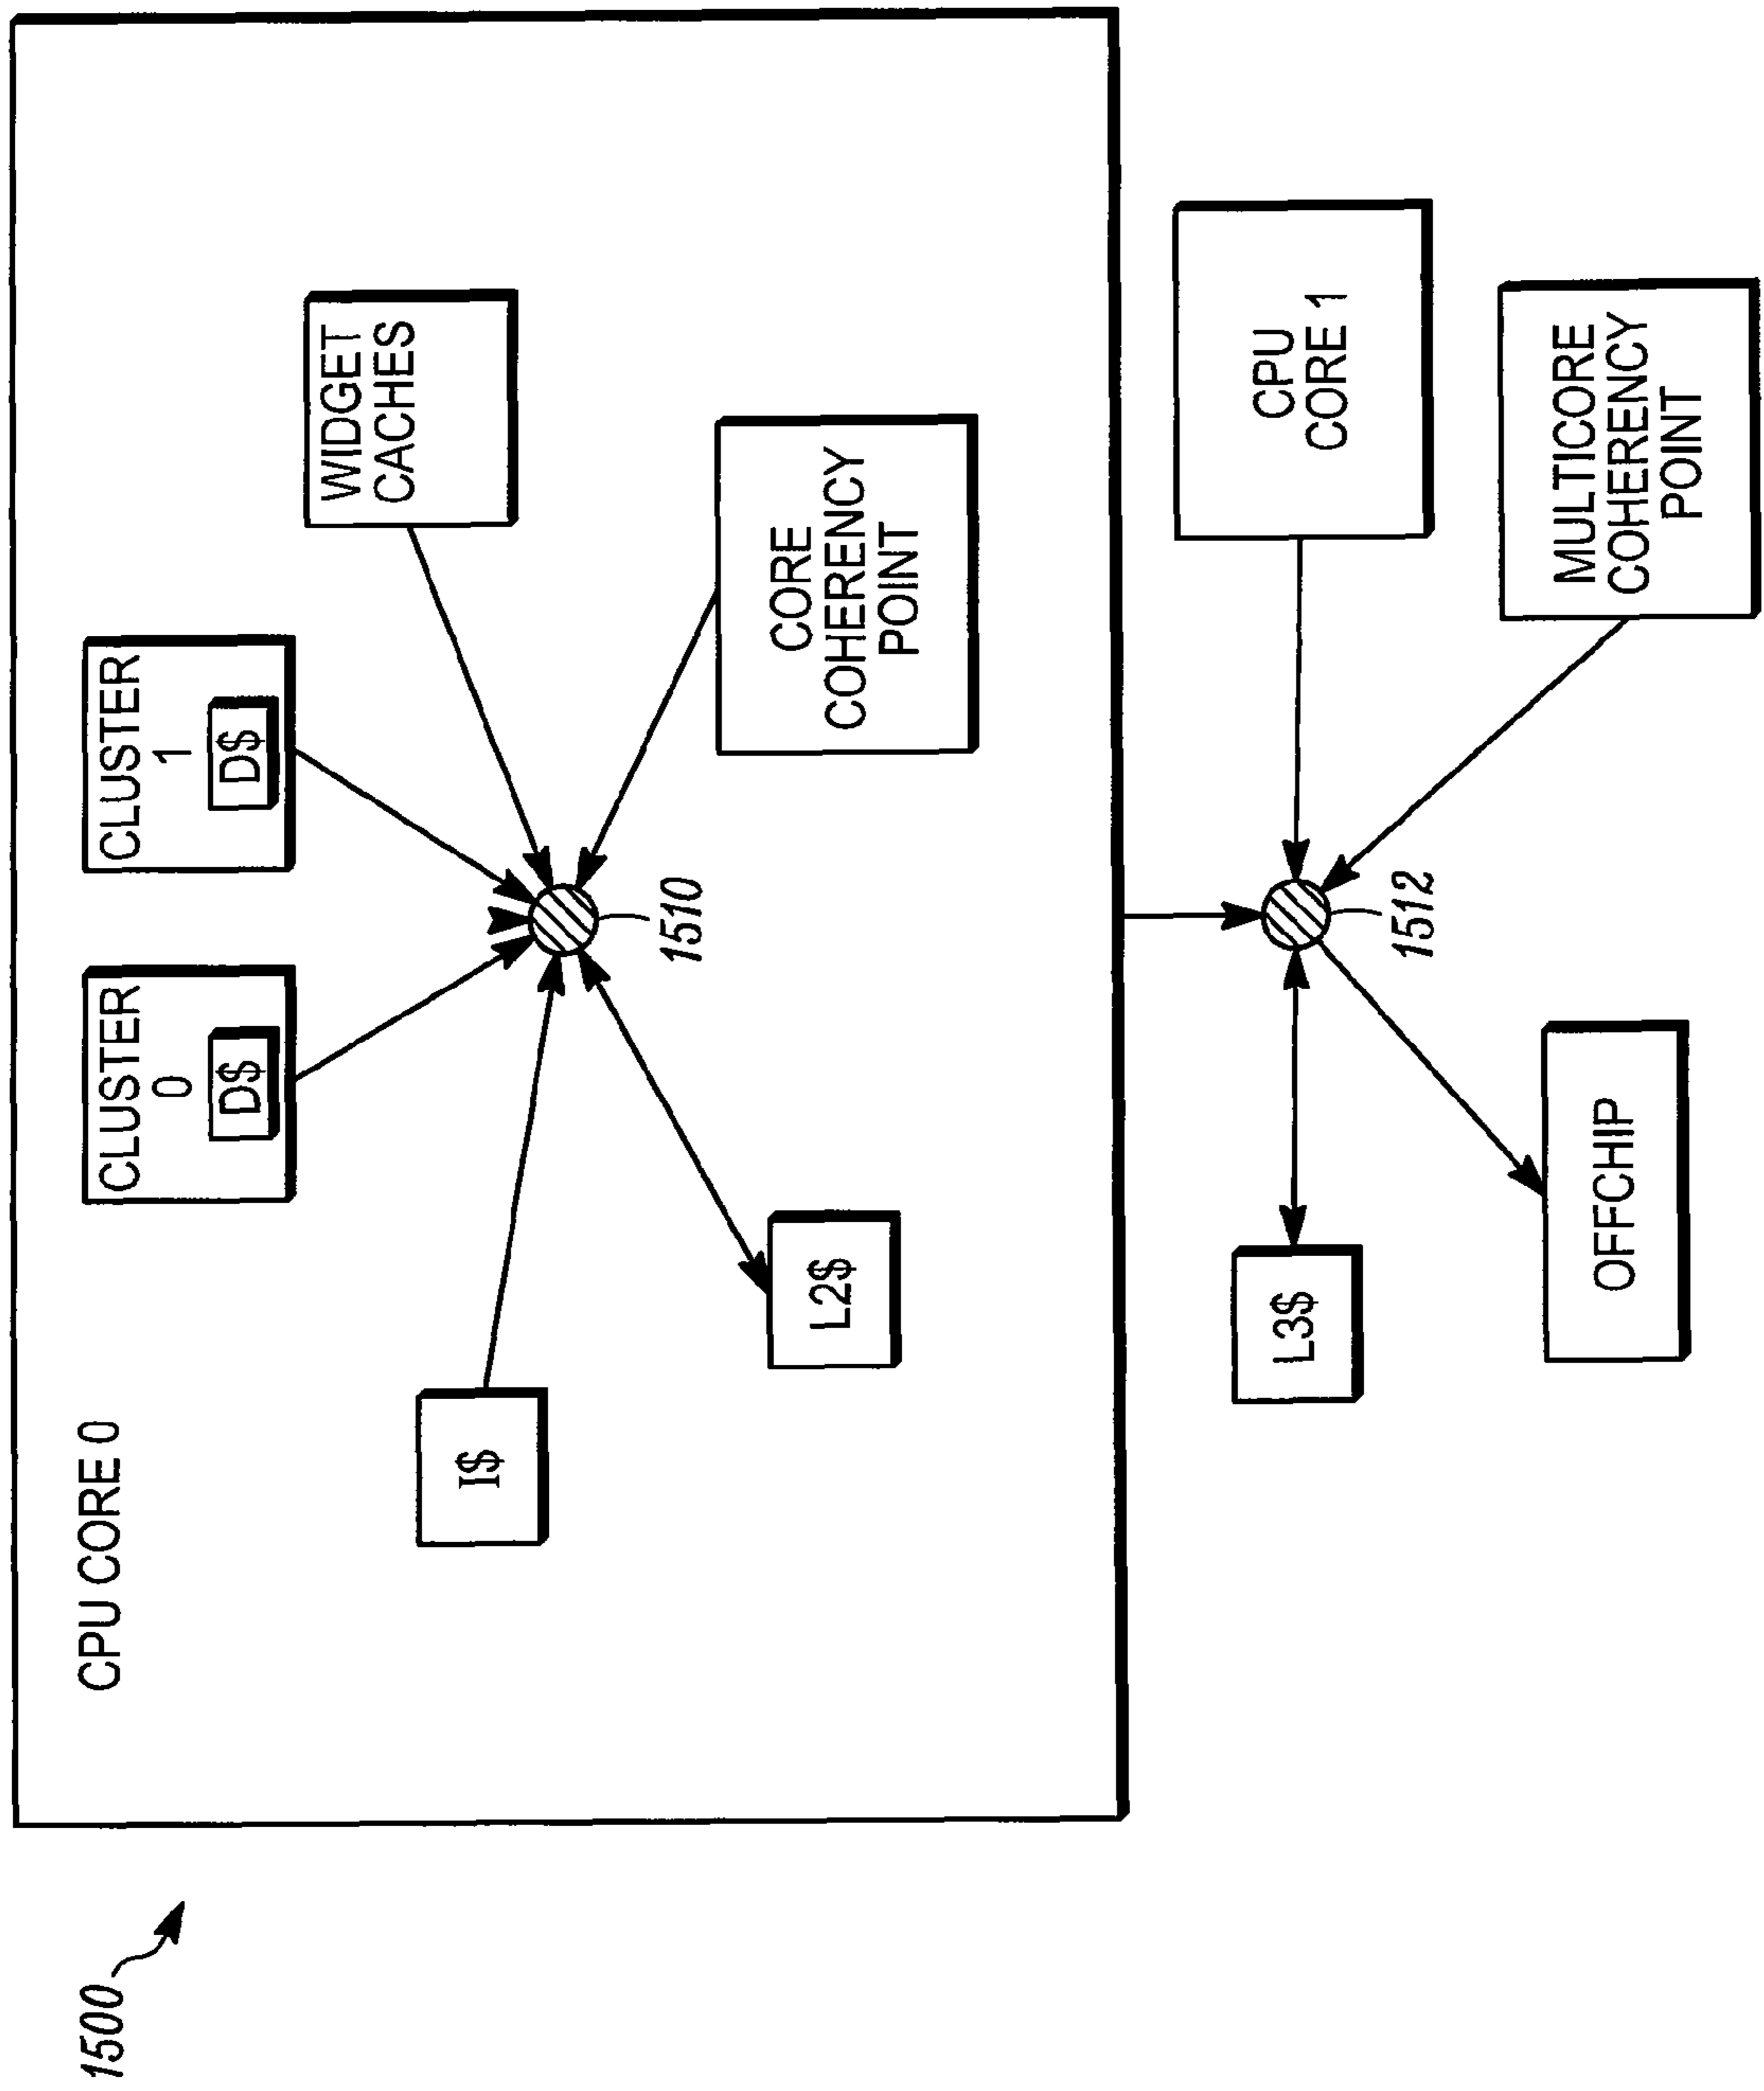 1500
CPU CORE 0
CLUSTER
0
D$
CLUSTER
1
D$
WIDGET
CACHES
I$
1510
L2$
CORE
COHERENCY
POINT
L3$
1512
CPU
CORE 1
OFFCHIP
MULTICORE
COHERENCY
POINT